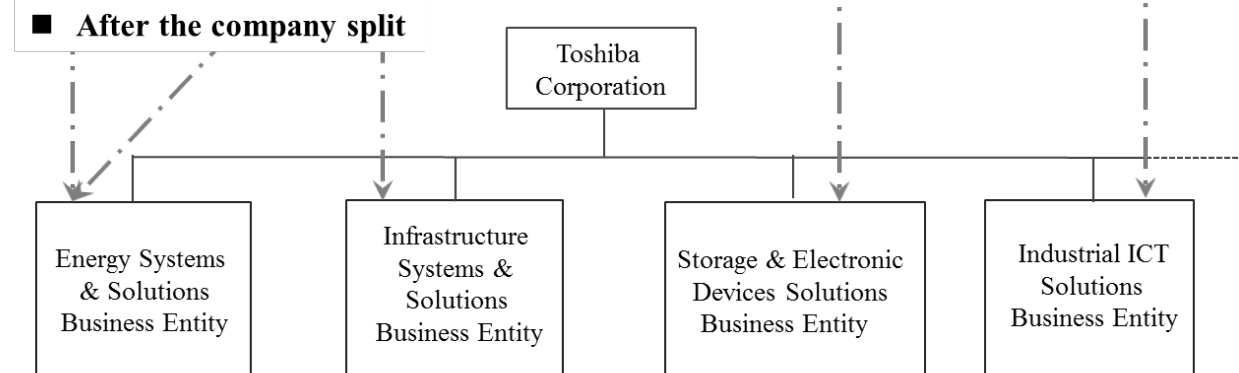 ■ After the company split
Toshiba
Corporation
Energy Systems
& Solutions
Business Entity
Infrastructure
Systems &
Solutions
Business Entity
Storage & Electronic
Devices Solutions
Business Entity
Industrial ICT
Solutions
Business Entity